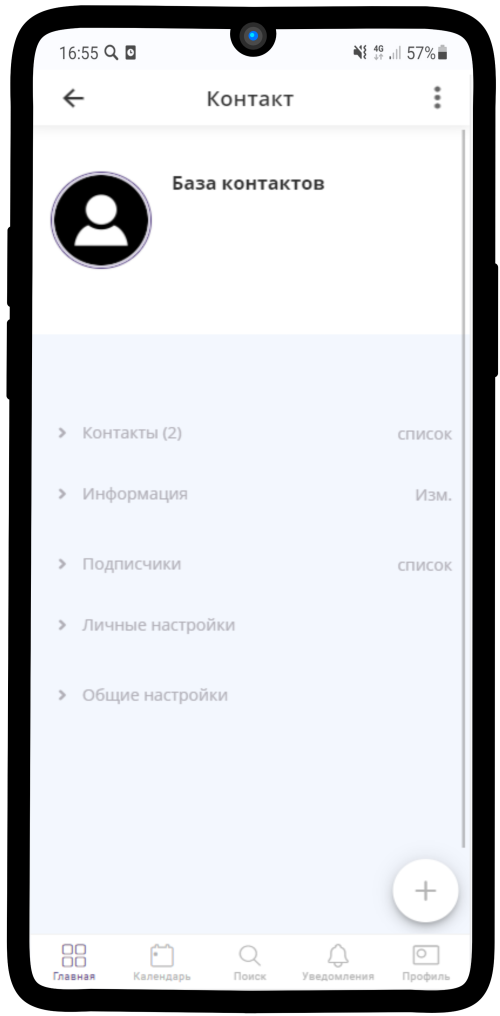 16:55 4G 57%
Контакт
База контактов
Контакты (2) список
Информация Изм.
Подписчики список
Личные настройки
Общие настройки
Главная Календарь Поиск Уведомления Профиль